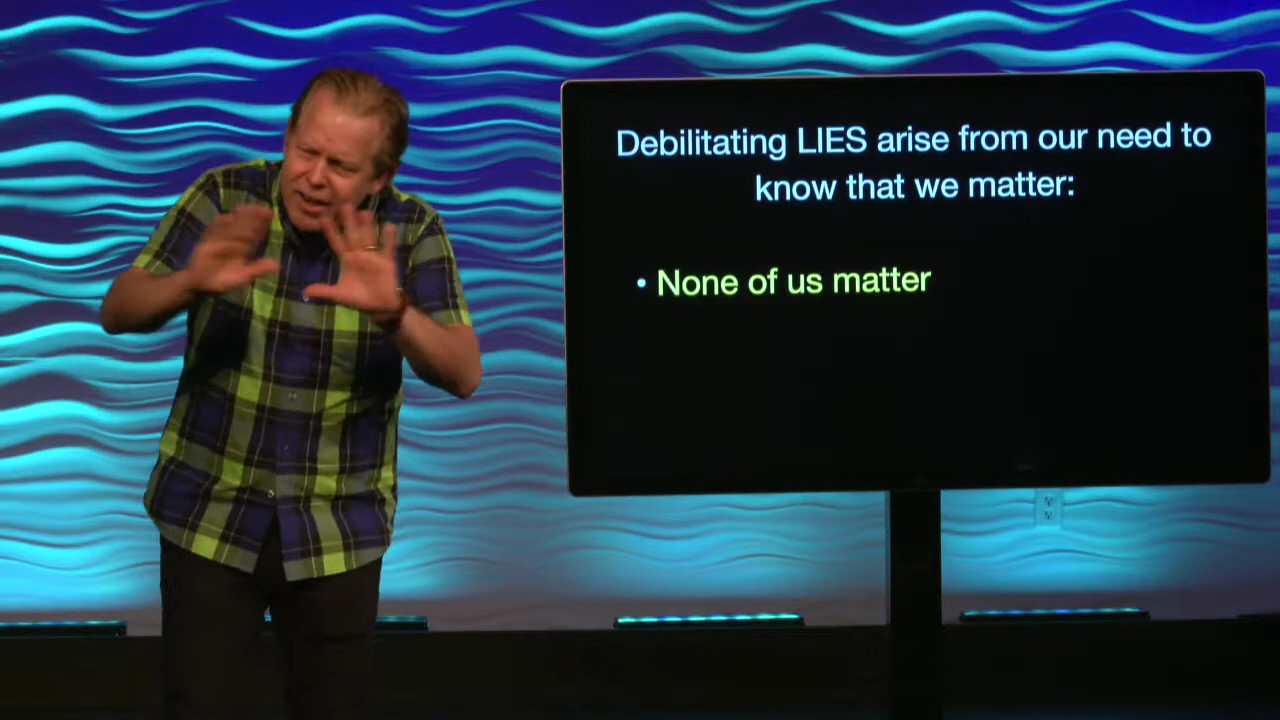 Debilitating LIES arise from our need to
know that we matter:
• None of us matter